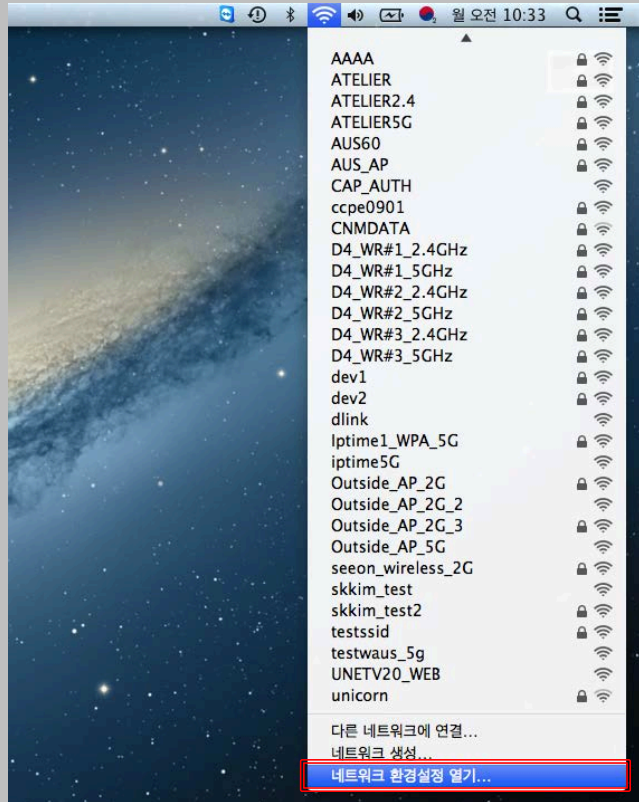 월 오전 10:33
AAAA
ATELIER
ATELIER2.4
ATELIER5G
AUS60
AUS_AP
CAP_AUTH
ccpe0901
CNMDATA
D4_WR#1_2.4GHz
D4_WR#1_5GHz
D4_WR#2_2.4GHz
D4_WR#2_5GHz
D4_WR#3_2.4GHz
D4_WR#3_5GHz
dev1
dev2
dlink
Iptime1_WPA_5G
iptime5G
Outside_AP_2G
Outside_AP_2G_2
Outside_AP_2G_3
Outside_AP_5G
seeon_wireless_2G
skkim_test
skkim_test2
testssid
testwaus_5g
UNETV20_WEB
unicorn
다른 네트워크에 연결...
네트워크 생성...
네트워크 환경설정 열기...